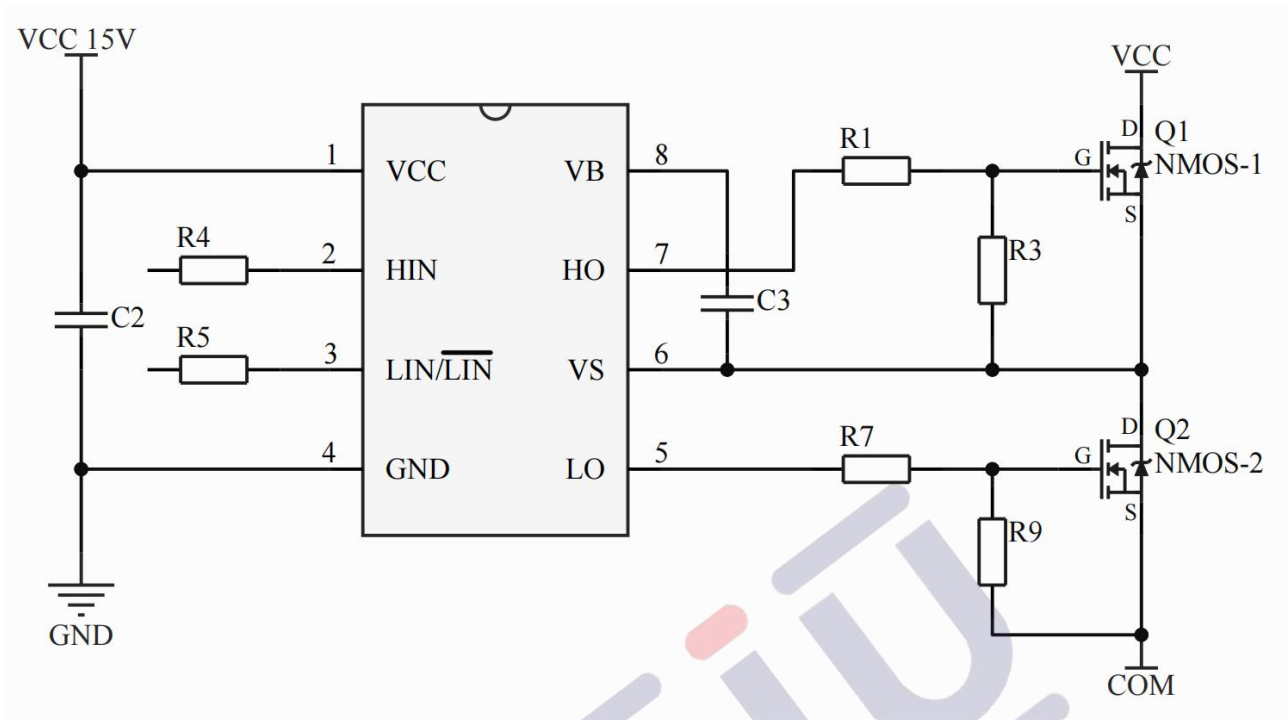 VCC 15V
VCC
1
VCC
VB
8
R1
D
Q1
G
NMOS-1
S
R4
2
HIN
HO
7
R3
C2
C3
R5
3
LIN/L̅I̅N̅
VS
6
4
GND
LO
5
R7
D
Q2
G
NMOS-2
S
R9
GND
COM